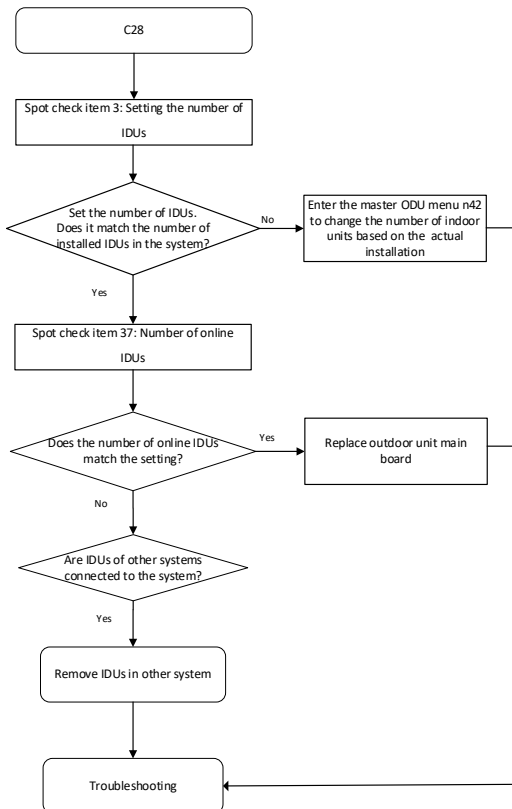 C28
Spot check item 3: Setting the number of
IDUs
Set the number of IDUs.
Does it match the number of
installed IDUs in the system?
No
Enter the master ODU menu n42
to change the number of indoor
units based on the actual
installation
Yes
Spot check item 37: Number of online
IDUs
Does the number of online IDUs
match the setting?
Yes
Replace outdoor unit main
board
No
Are IDUs of other systems
connected to the system?
Yes
Remove IDUs in other system
Troubleshooting